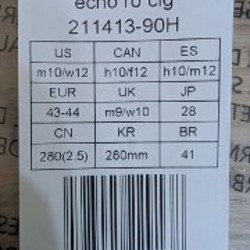 echo ro clg
211413-90H
US CAN ES
m10/w12 h10/f12 h10/m12
EUR UK JP
43-44 m9/w10 28
CN KR BR
280(2.5) 280mm 41